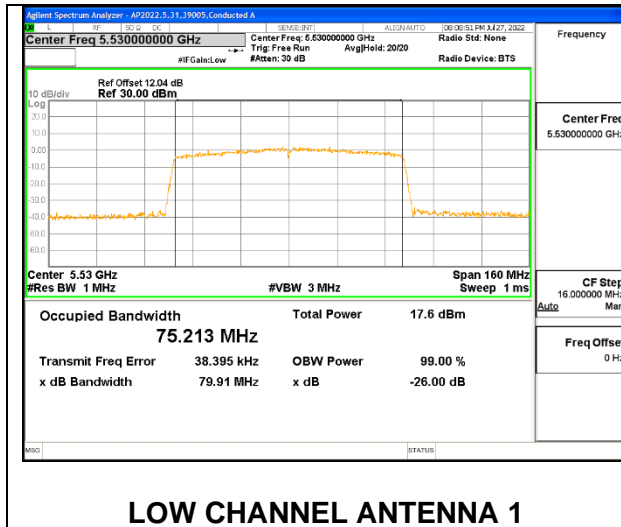 Agilent Spectrum Analyzer - AP2022.5.31,39005,Conducted A
L RF 50 Ω DC SENSE:INT ALIGN AUTO 08:08:51 PM Jul 27, 2022
Center Freq 5.530000000 GHz Center Freq: 5.530000000 GHz Radio Std: None Frequency
Trig: Free Run Avg|Hold: 20/20
#IFGain:Low #Atten: 30 dB Radio Device: BTS
Ref Offset 12.04 dB
10 dB/div Ref 30.00 dBm
Log
20.0
10.0
0.00
-10.0
-20.0
-30.0
-40.0
-50.0
-60.0
Center Freq
5.530000000 GHz
Center 5.53 GHz Span 160 MHz
#Res BW 1 MHz #VBW 3 MHz Sweep 1 ms
CF Step
16.000000 MHz
Auto Man
Occupied Bandwidth Total Power 17.6 dBm
75.213 MHz
Transmit Freq Error 38.395 kHz OBW Power 99.00 %
x dB Bandwidth 79.91 MHz x dB -26.00 dB
Freq Offset
0 Hz
MSG STATUS
LOW CHANNEL ANTENNA 1